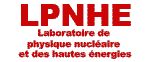 LPNHE
Laboratoire de
physique nucléaire
et des hautes énergies